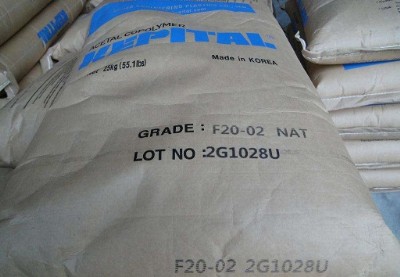 ACETAL COPOLYMER
KEPITAL
25kg (55.1lbs)
Made in KOREA
GRADE : F20-02 NAT
LOT NO :2G1028U
F20-02 2G1028U